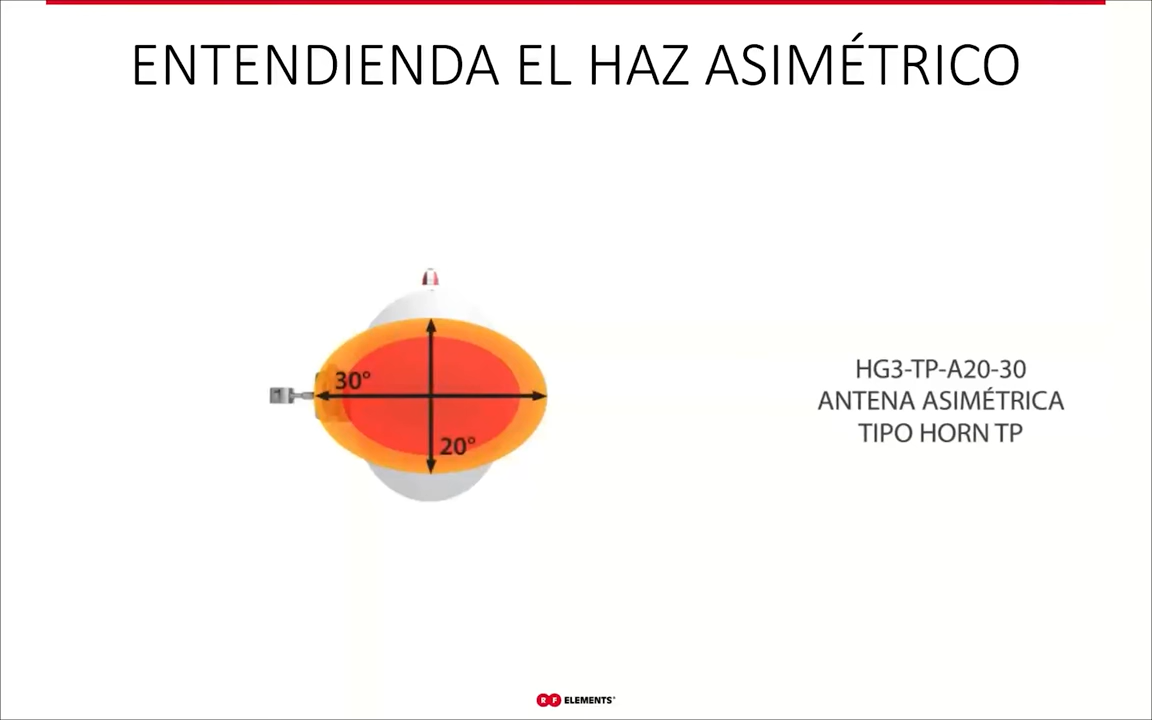 ENTENDIENDA EL HAZ ASIMÉTRICO
30°
20°
HG3-TP-A20-30
ANTENA ASIMÉTRICA
TIPO HORN TP
RF ELEMENTS